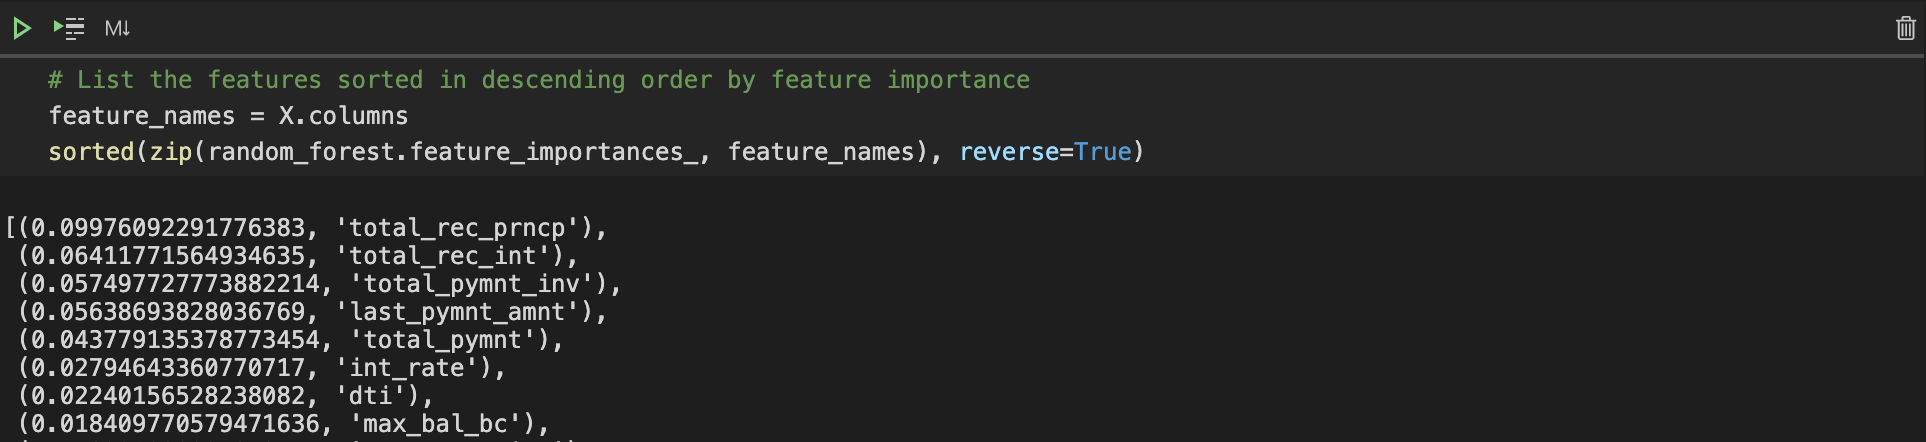 M↓
# List the features sorted in descending order by feature importance
feature_names = X.columns
sorted(zip(random_forest.feature_importances_, feature_names), reverse=True)
[(0.09976092291776383, 'total_rec_prncp'),
(0.06411771564934635, 'total_rec_int'),
(0.057497727773882214, 'total_pymnt_inv'),
(0.05638693828036769, 'last_pymnt_amnt'),
(0.043779135378773454, 'total_pymnt'),
(0.02794643360770717, 'int_rate'),
(0.02240156528238082, 'dti'),
(0.018409770579471636, 'max_bal_bc'),